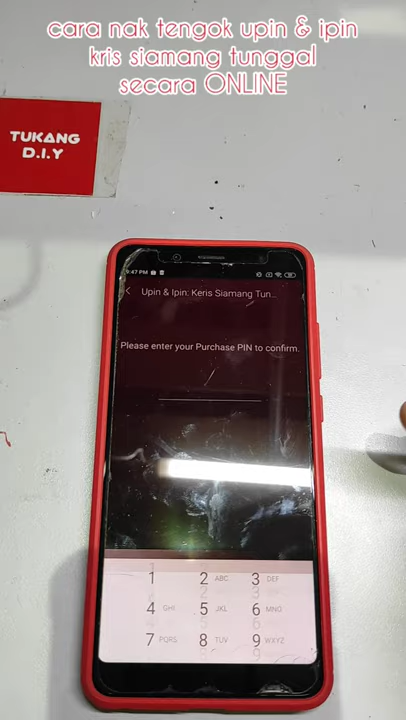 cara nak tengok upin & ipin
kris siamang tunggal
secara ONLINE
TUKANG
D.I.Y
9:47 PM
Upin & Ipin: Keris Siamang Tun...
Please enter your Purchase PIN to confirm.
1 2 ABC 3 DEF
4 GHI 5 JKL 6 MNO
7 PQRS 8 TUV 9 WXYZ